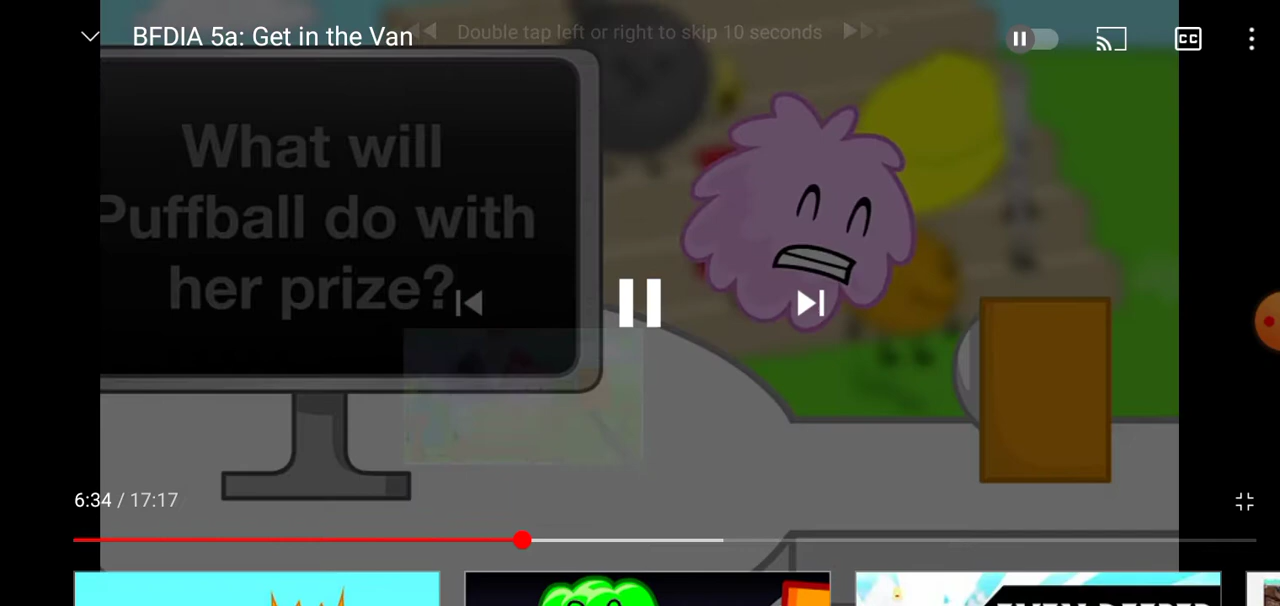 BFDIA 5a: Get in the Van
Double tap left or right to skip 10 seconds
CC
What will
Puffball do with
her prize?
6:34 / 17:17